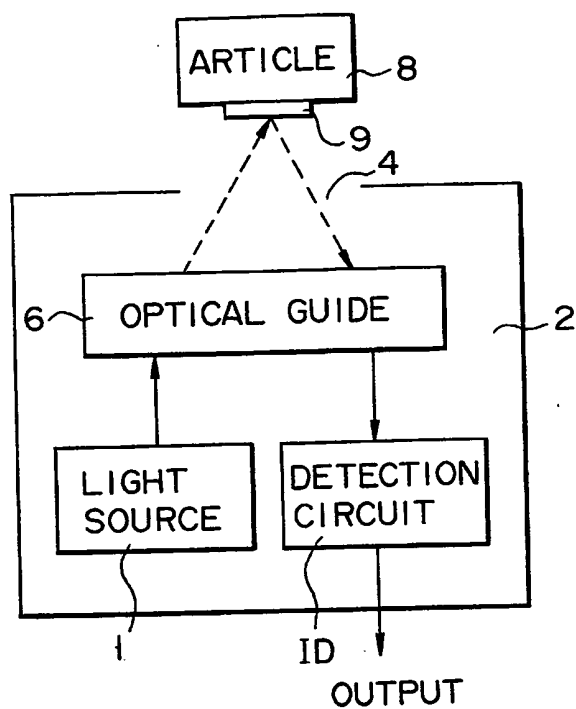 ARTICLE
8
9
4
6
OPTICAL GUIDE
2
LIGHT
SOURCE
DETECTION
CIRCUIT
1
ID
OUTPUT